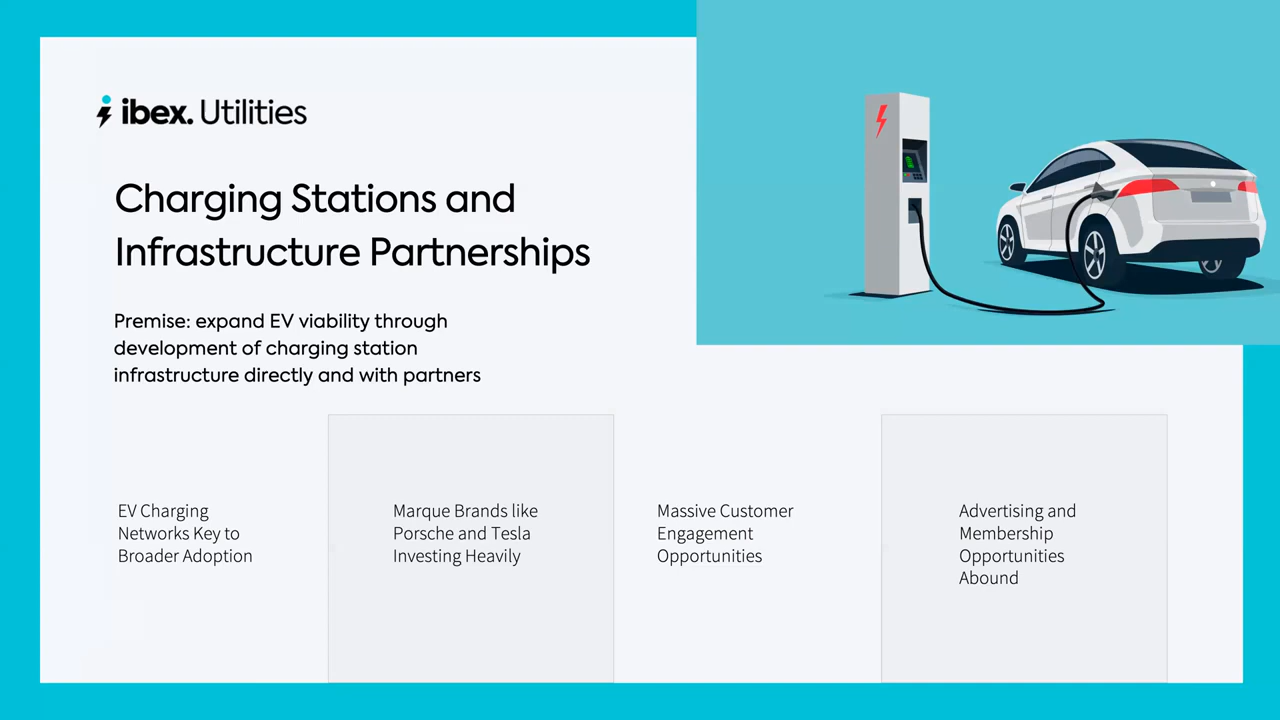 ibex. Utilities
Charging Stations and
Infrastructure Partnerships
Premise: expand EV viability through
development of charging station
infrastructure directly and with partners
EV Charging
Networks Key to
Broader Adoption
Marque Brands like
Porsche and Tesla
Investing Heavily
Massive Customer
Engagement
Opportunities
Advertising and
Membership
Opportunities
Abound